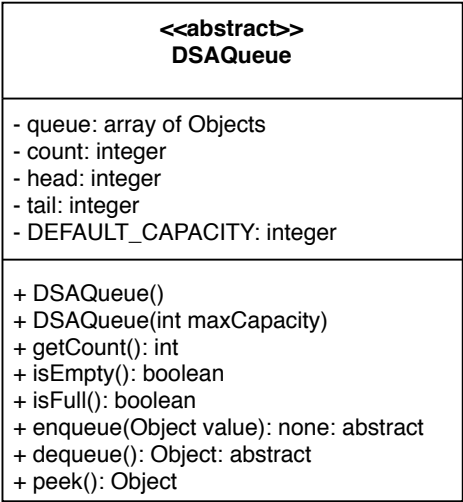 <<abstract>>
DSAQueue
- queue: array of Objects
- count: integer
- head: integer
- tail: integer
- DEFAULT_CAPACITY: integer
+ DSAQueue()
+ DSAQueue(int maxCapacity)
+ getCount(): int
+ isEmpty(): boolean
+ isFull(): boolean
+ enqueue(Object value): none: abstract
+ dequeue(): Object: abstract
+ peek(): Object